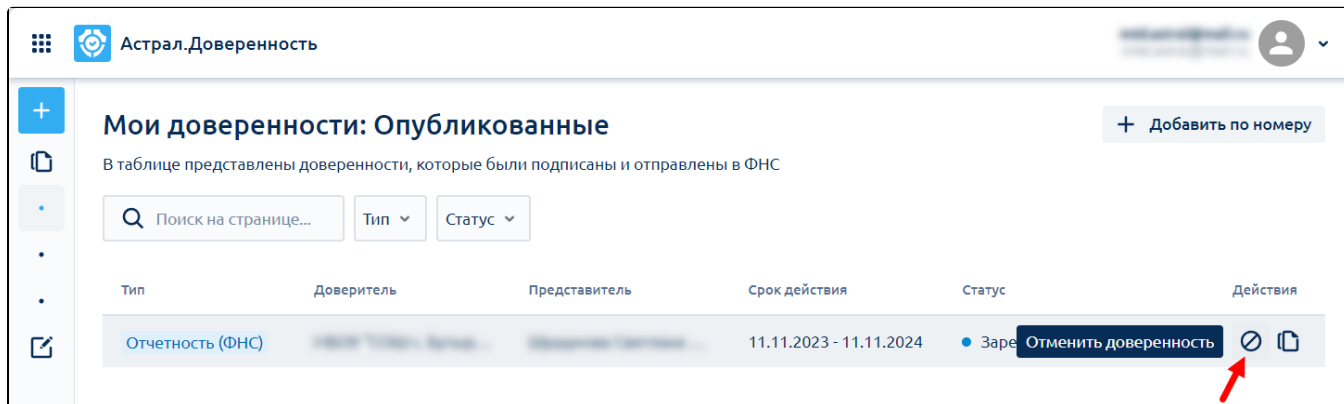 Астрал.Доверенность
Мои доверенности: Опубликованные
+ Добавить по номеру
В таблице представлены доверенности, которые были подписаны и отправлены в ФНС
Поиск на странице...
Тип
Статус
Тип Доверитель Представитель Срок действия Статус Действия
Отчетность (ФНС) 11.11.2023 - 11.11.2024 Заре Отменить доверенность